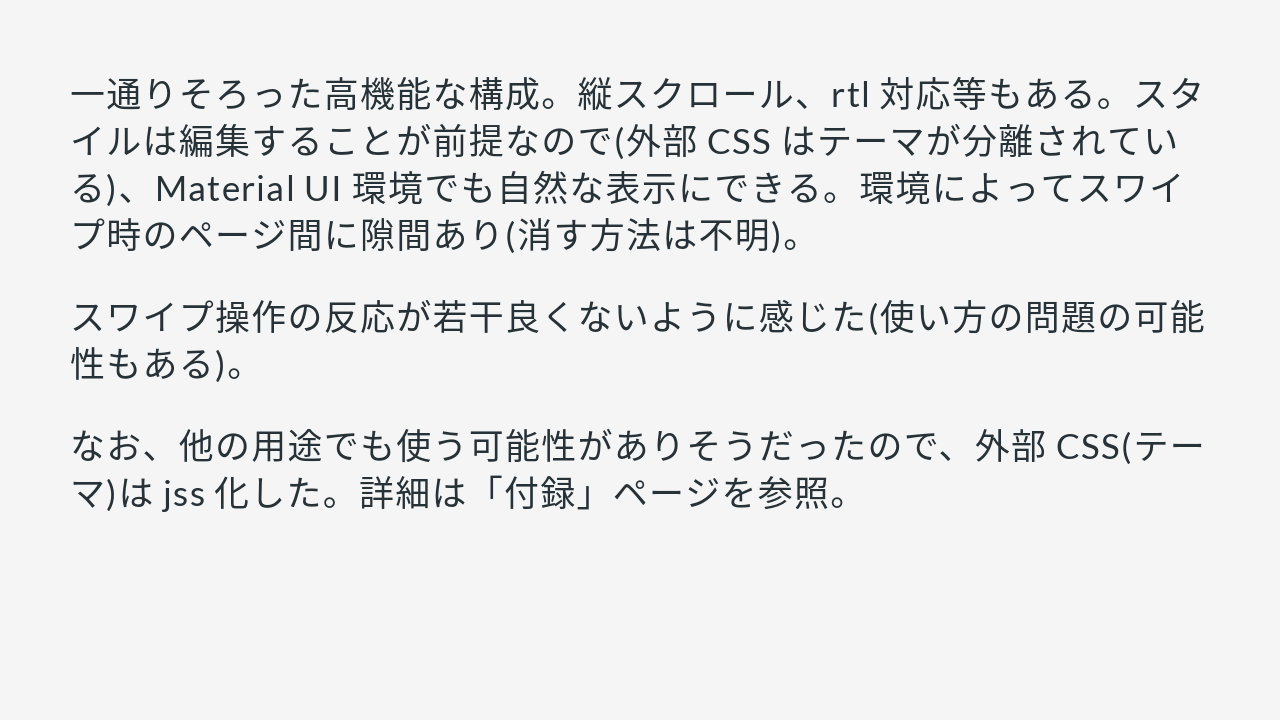 一通りそろった高機能な構成。縦スクロール、rtl 対応等もある。スタ
イルは編集することが前提なので(外部 CSS はテーマが分離されてい
る)、Material UI 環境でも自然な表示にできる。環境によってスワイ
プ時のページ間に隙間あり(消す方法は不明)。
スワイプ操作の反応が若干良くないように感じた(使い方の問題の可能
性もある)。
なお、他の用途でも使う可能性がありそうだったので、外部 CSS(テー
マ)は jss 化した。詳細は「付録」ページを参照。